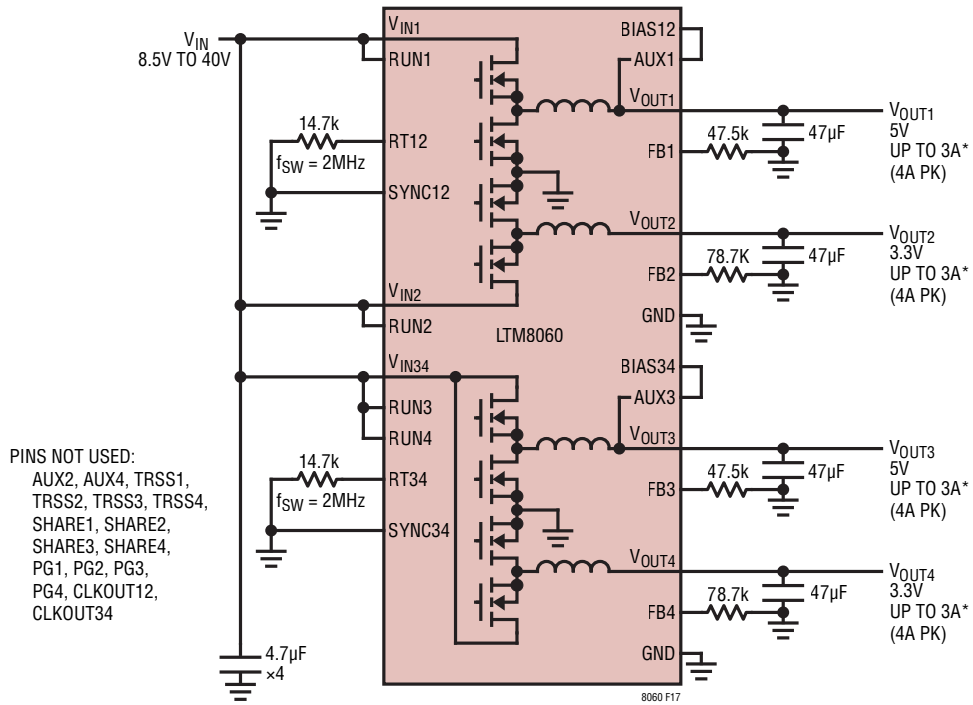 VIN
8.5V TO 40V
VIN1
RUN1
14.7k
RT12
fSW = 2MHz
SYNC12
VIN2
RUN2
LTM8060
VIN34
RUN3
RUN4
14.7k
RT34
fSW = 2MHz
SYNC34
4.7µF
×4
PINS NOT USED:
AUX2, AUX4, TRSS1,
TRSS2, TRSS3, TRSS4,
SHARE1, SHARE2,
SHARE3, SHARE4,
PG1, PG2, PG3,
PG4, CLKOUT12,
CLKOUT34
BIAS12
AUX1
VOUT1
FB1
47.5k
47µF
VOUT1
5V
UP TO 3A*
(4A PK)
VOUT2
FB2
78.7K
47µF
VOUT2
3.3V
UP TO 3A*
(4A PK)
GND
BIAS34
AUX3
VOUT3
FB3
47.5k
47µF
VOUT3
5V
UP TO 3A*
(4A PK)
VOUT4
FB4
78.7k
47µF
VOUT4
3.3V
UP TO 3A*
(4A PK)
GND
8060 F17